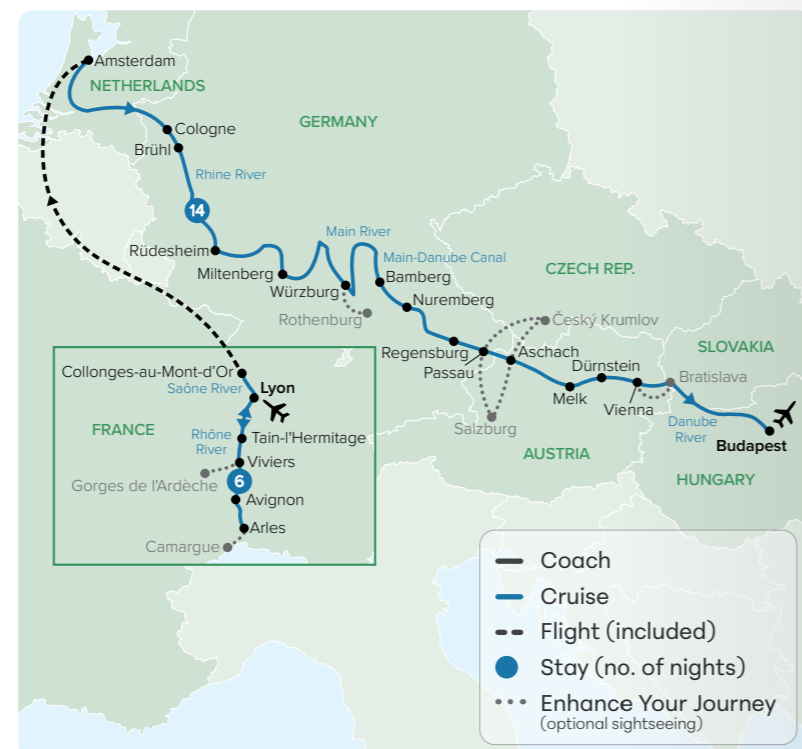 Amsterdam
NETHERLANDS
Cologne
GERMANY
Brühl
Rhine River
14
Main River
Rüdesheim
Main-Danube Canal
Miltenberg
Bamberg
CZECH REP.
Würzburg
Nuremberg
Rothenburg
Český Krumlov
Regensburg
Aschach
SLOVAKIA
Passau
Dürnstein
Collonges-au-Mont-d'Or
Bratislava
Saône River
Lyon
Melk
Vienna
Salzburg
Danube
River
FRANCE
Rhône
River
Tain-l'Hermitage
Budapest
AUSTRIA
Viviers
HUNGARY
Gorges de l'Ardèche
6
Avignon
Arles
Camargue
Coach
Cruise
Flight (included)
Stay (no. of nights)
Enhance Your Journey
(optional sightseeing)